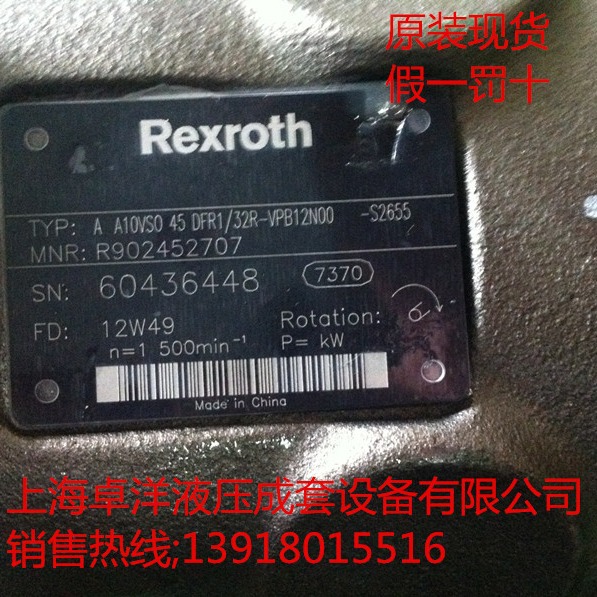 原装现货
假一罚十
Rexroth
TYP: A A10VSO 45 DFR1/32R-VPB12N00 -S2655
MNR: R902452707
SN: 60436448 7370
FD: 12W49 Rotation:
n=1 500min⁻¹ P= kW
Made in China
上海卓洋液压成套设备有限公司
销售热线;13918015516